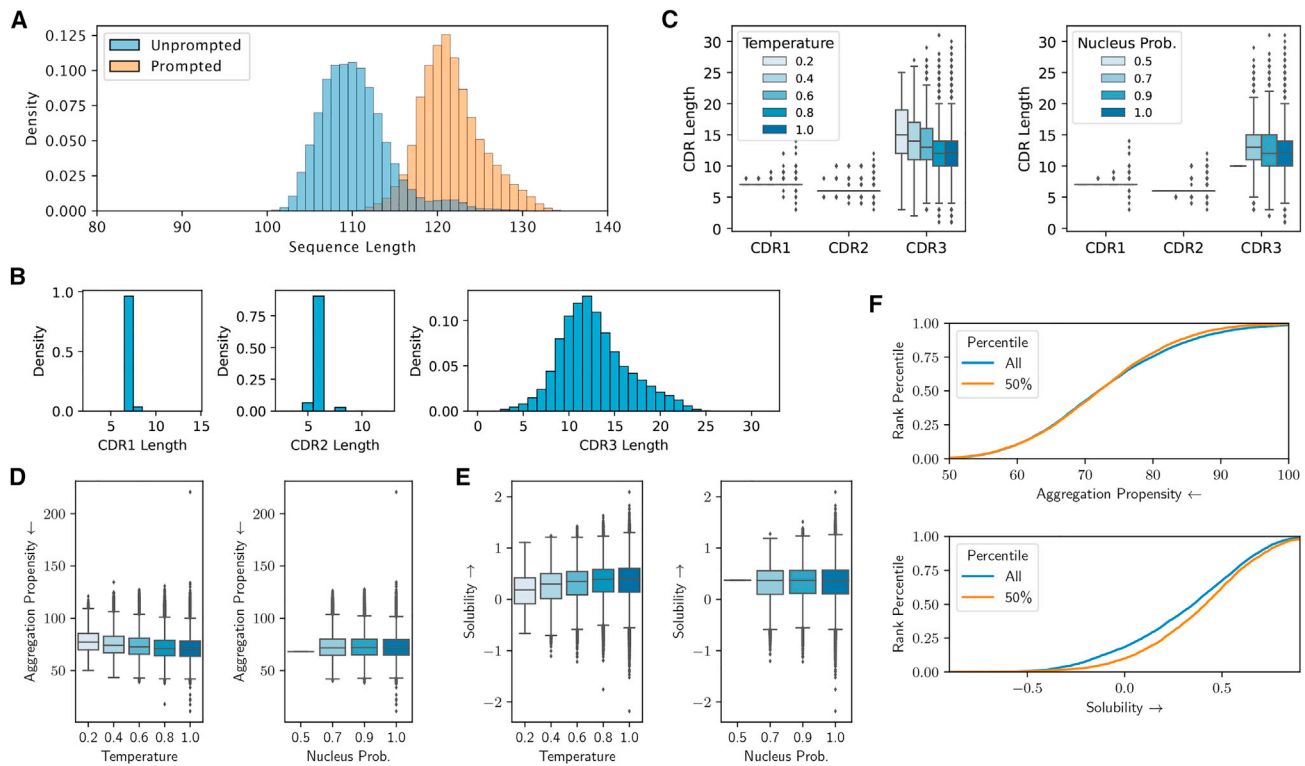 A
0.125
0.100
0.075
0.050
0.025
0.000
Density
Unprompted
Prompted
80
90
100
110
120
130
140
Sequence Length
B
1.0
0.5
0.0
Density
5
10
15
CDR1 Length
0.75
0.50
0.25
0.00
Density
5
10
CDR2 Length
0.10
0.05
0.00
Density
5
10
15
20
25
30
CDR3 Length
C
30
25
20
15
10
5
0
CDR Length
Temperature
0.2
0.4
0.6
0.8
1.0
CDR1
CDR2
CDR3
30
25
20
15
10
5
0
CDR Length
Nucleus Prob.
0.5
0.7
0.9
1.0
CDR1
CDR2
CDR3
D
200
150
100
50
Aggregation Propensity ←
0.2 0.4 0.6 0.8 1.0
Temperature
200
150
100
50
Aggregation Propensity ←
0.5 0.7 0.9 1.0
Nucleus Prob.
E
2
1
0
−1
−2
Solubility →
0.2 0.4 0.6 0.8 1.0
Temperature
2
1
0
−1
−2
Solubility →
0.5 0.7 0.9 1.0
Nucleus Prob.
F
1.00
0.75
0.50
0.25
0.00
Rank Percentile
Percentile
All
50%
50
60
70
80
90
100
Aggregation Propensity ←
1.00
0.75
0.50
0.25
0.00
Rank Percentile
Percentile
All
50%
−0.5
0.0
0.5
Solubility →